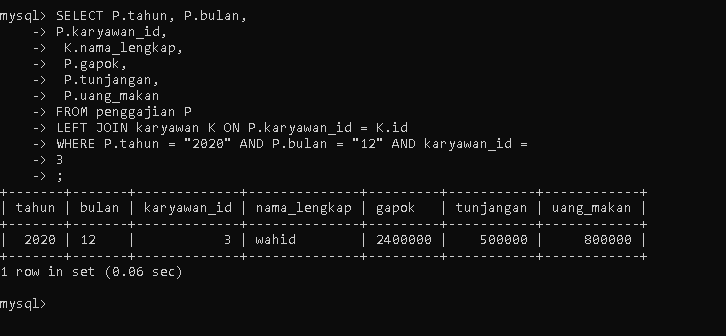 mysql> SELECT P.tahun, P.bulan,
    -> P.karyawan_id,
    ->  K.nama_lengkap,
    ->  P.gapok,
    ->  P.tunjangan,
    ->  P.uang_makan
    -> FROM penggajian P
    -> LEFT JOIN karyawan K ON P.karyawan_id = K.id
    -> WHERE P.tahun = "2020" AND P.bulan = "12" AND karyawan_id =
    -> 3
    -> ;
+-------+-------+-------------+--------------+---------+-----------+------------+
| tahun | bulan | karyawan_id | nama_lengkap | gapok   | tunjangan | uang_makan |
+-------+-------+-------------+--------------+---------+-----------+------------+
|  2020 | 12    |           3 | wahid        | 2400000 |    500000 |     800000 |
+-------+-------+-------------+--------------+---------+-----------+------------+
1 row in set (0.06 sec)
mysql>